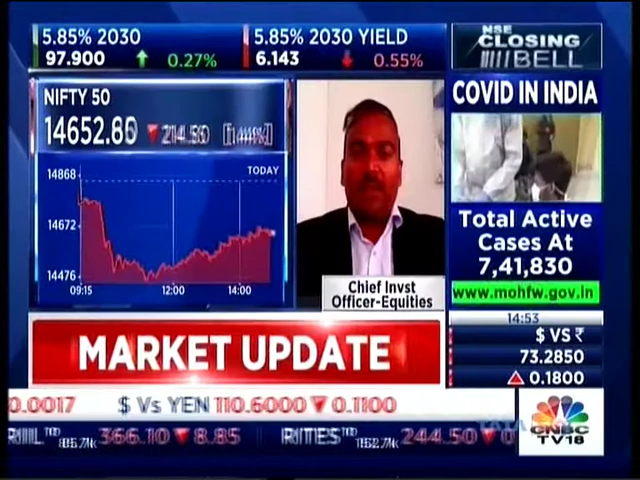 5.85% 2030
97.900 0.27%
5.85% 2030 YIELD
6.143 0.55%
NSE
CLOSING
BELL
NIFTY 50
14652.80
TODAY
14868
14672
14476
09:15 12:00 14:00
Chief Invst
Officer-Equities
COVID IN INDIA
Total Active
Cases At
7,41,830
www.mohfw.gov.in
MARKET UPDATE
14:53
$ VS ₹
73.2850
0.1800
0.0017 $ Vs YEN 110.6000 0.1100
366.10 8.85 RITES 244.50
CNBC
TV18